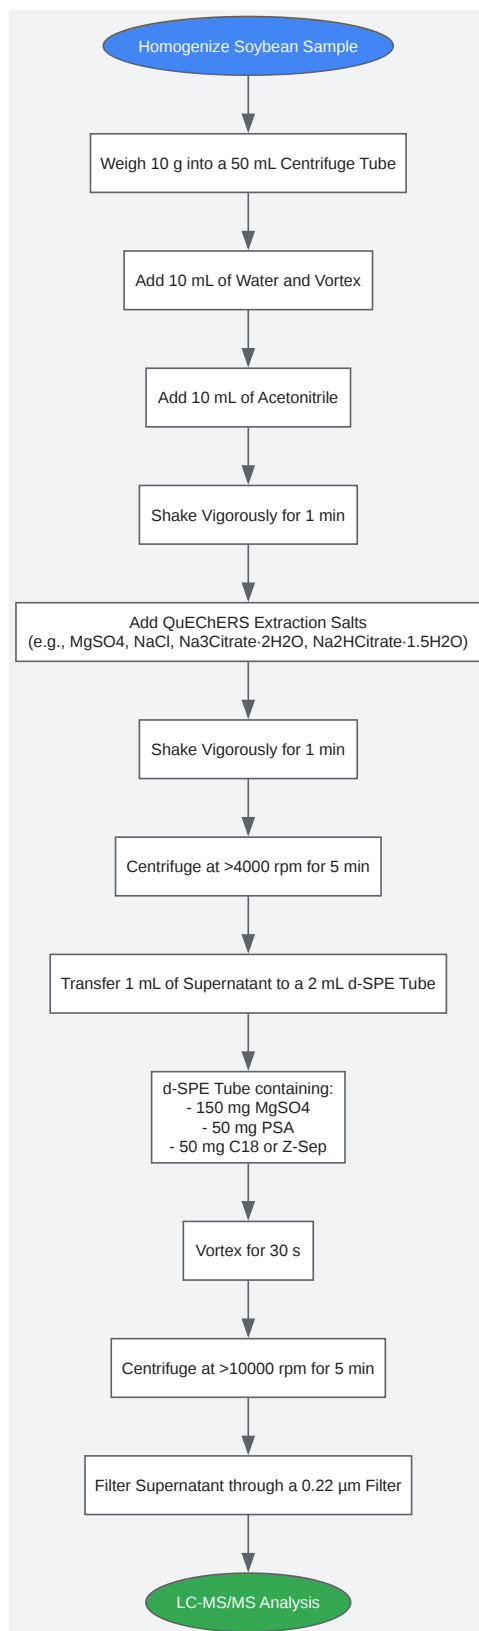 Homogenize Soybean Sample
Weigh 10 g into a 50 mL Centrifuge Tube
Add 10 mL of Water and Vortex
Add 10 mL of Acetonitrile
Shake Vigorously for 1 min
Add QuEChERS Extraction Salts
(e.g., MgSO4, NaCl, Na3Citrate·2H2O, Na2HCitrate·1.5H2O)
Shake Vigorously for 1 min
Centrifuge at >4000 rpm for 5 min
Transfer 1 mL of Supernatant to a 2 mL d-SPE Tube
d-SPE Tube containing:
- 150 mg MgSO4
- 50 mg PSA
- 50 mg C18 or Z-Sep
Vortex for 30 s
Centrifuge at >10000 rpm for 5 min
Filter Supernatant through a 0.22 µm Filter
LC-MS/MS Analysis